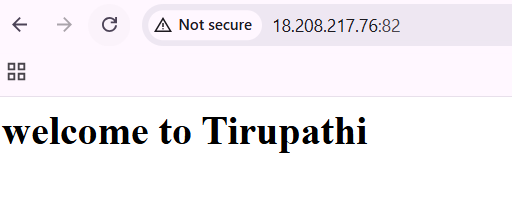 Not secure 18.208.217.76:82
welcome to Tirupathi